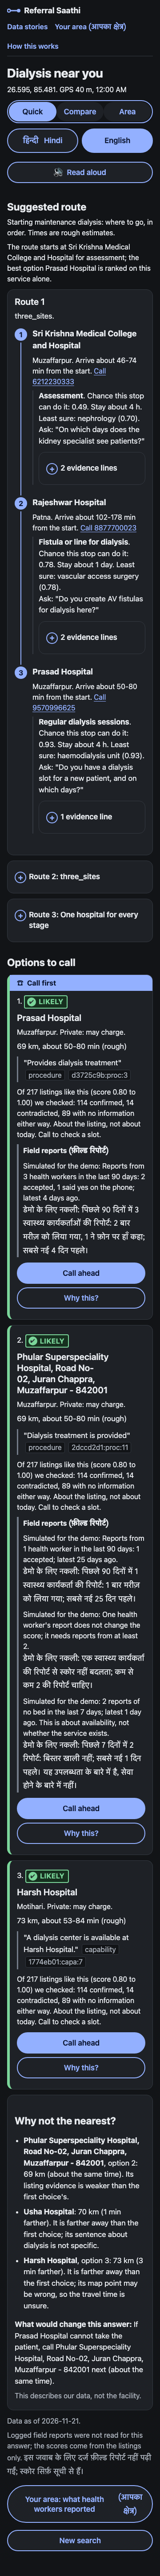 Referral Saathi
Data stories Your area (आपका क्षेत्र)
How this works
Dialysis near you
26.595, 85.481. GPS 40 m, 12:00 AM
Quick Compare Area
हिन्दी Hindi English
Read aloud
Suggested route
Starting maintenance dialysis: where to go, in
order. Times are rough estimates.
The route starts at Sri Krishna Medical College
and Hospital for assessment; the
best option Prasad Hospital is ranked on this
service alone.
Route 1
three_sites.
1 Sri Krishna Medical College
and Hospital
Muzaffarpur. Arrive about 46-74
min from the start. Call
6212230333
Assessment. Chance this stop
can do it: 0.49. Stay about 4 h.
Least sure: nephrology (0.70).
Ask: "On which days does the
kidney specialist see patients?"
2 evidence lines
2 Rajeshwar Hospital
Patna. Arrive about 102-178 min
from the start. Call 8877700023
Fistula or line for dialysis.
Chance this stop can do it:
0.78. Stay about 1 day. Least
sure: vascular access surgery
(0.78).
Ask: "Do you create AV fistulas
for dialysis here?"
2 evidence lines
3 Prasad Hospital
Muzaffarpur. Arrive about 50-80
min from the start. Call
9570996625
Regular dialysis sessions.
Chance this stop can do it:
0.93. Stay about 4 h. Least
sure: haemodialysis unit (0.93).
Ask: "Do you have a dialysis
slot for a new patient, and on
which days?"
1 evidence line
Route 2: three_sites
Route 3: One hospital for every
stage
Options to call
Call first
1. LIKELY
Prasad Hospital
Muzaffarpur. Private: may charge.
69 km, about 50-80 min (rough)
"Provides dialysis treatment"
procedure d3725c9b:proc:3
Of 217 listings like this (score 0.80 to
1.00) we checked: 114 confirmed, 14
contradicted, 89 with no information
either way. About the listing, not about
today. Call to check a slot.
Field reports (फ़ील्ड रिपोर्ट)
Simulated for the demo: Reports from
3 health workers in the last 90 days: 2
accepted, 1 said yes on the phone;
latest 4 days ago.
डेमो के लिए नकली: पिछले 90 दिनों में 3
स्वास्थ्य कार्यकर्ताओं की रिपोर्ट: 2 बार
मरीज़ को लिया गया, 1 ने फ़ोन पर हाँ कहा;
सबसे नई 4 दिन पहले।
Call ahead
Why this?
2. LIKELY
Phular Superspeciality
Hospital, Road No-
02, Juran Chappra,
Muzaffarpur - 842001
Muzaffarpur. Private: may charge.
69 km, about 50-80 min (rough)
"Dialysis treatment is provided"
procedure 2dccd2d1:proc:11
Of 217 listings like this (score 0.80 to
1.00) we checked: 114 confirmed, 14
contradicted, 89 with no information
either way. About the listing, not about
today. Call to check a slot.
Field reports (फ़ील्ड रिपोर्ट)
Simulated for the demo: Reports from
1 health worker in the last 90 days: 1
accepted; latest 25 days ago.
डेमो के लिए नकली: पिछले 90 दिनों में 1
स्वास्थ्य कार्यकर्ता की रिपोर्ट: 1 बार मरीज़
को लिया गया; सबसे नई 25 दिन पहले।
Simulated for the demo: One health
worker's report does not change the
score; it needs reports from at least
2.
डेमो के लिए नकली: एक स्वास्थ्य कार्यकर्ता
की रिपोर्ट से स्कोर नहीं बदलता; कम से
कम 2 की रिपोर्ट चाहिए।
Simulated for the demo: 2 reports of
no bed in the last 7 days; latest 1 day
ago. This is about availability, not
whether the service exists.
डेमो के लिए नकली: पिछले 7 दिनों में 2
रिपोर्ट: बिस्तर खाली नहीं; सबसे नई 1 दिन
पहले। यह उपलब्धता के बारे में है, सेवा
होने के बारे में नहीं।
Call ahead
Why this?
3. LIKELY
Harsh Hospital
Motihari. Private: may charge.
73 km, about 53-84 min (rough)
"A dialysis center is available at
Harsh Hospital." capability
1774eb01:capa:7
Of 217 listings like this (score 0.80 to
1.00) we checked: 114 confirmed, 14
contradicted, 89 with no information
either way. About the listing, not about
today. Call to check a slot.
Call ahead
Why this?
Why not the nearest?
Phular Superspeciality Hospital,
Road No-02, Juran Chappra,
Muzaffarpur - 842001, option 2:
69 km (about the same time). Its
listing evidence is weaker than the
first choice's.
Usha Hospital: 70 km (1 min
farther). It is farther away than the
first choice; its sentence about
dialysis is not specific.
Harsh Hospital, option 3: 73 km (3
min farther). It is farther away than
the first choice; its map point may
be wrong, so the travel time is
unsure.
What would change this answer: If
Prasad Hospital cannot take the
patient, call Phular Superspeciality
Hospital, Road No-02, Juran Chappra,
Muzaffarpur - 842001 next (about the
same time).
This describes our data, not the facility.
Data as of 2026-11-21.
Logged field reports were not read for this
answer; the scores come from the listings
only. इस जवाब के लिए दर्ज फ़ील्ड रिपोर्ट नहीं पढ़ी
गईं; स्कोर सिर्फ़ सूची से हैं।
Your area: what health
workers reported (आपका
क्षेत्र)
New search